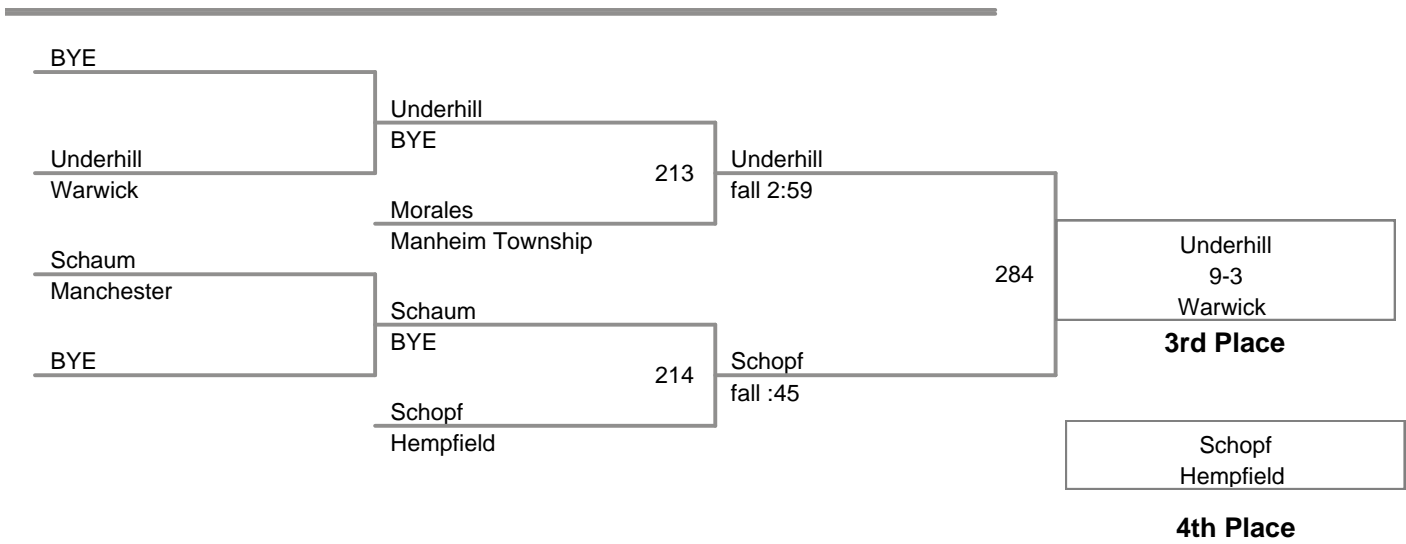 BYE
Underhill
BYE
Underhill
Warwick
213
Underhill
fall 2:59
Morales
Manheim Township
Schaum
Manchester
284
Underhill
9-3
Warwick
3rd Place
Schaum
BYE
BYE
214
Schopf
fall :45
Schopf
Hempfield
Schopf
Hempfield
4th Place